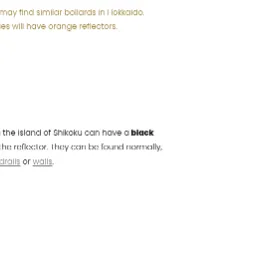 may find similar bollards in Hokkaido.
es will have orange reflectors.
the island of Shikoku can have a black
the reflector. They can be found normally,
drails or walls.